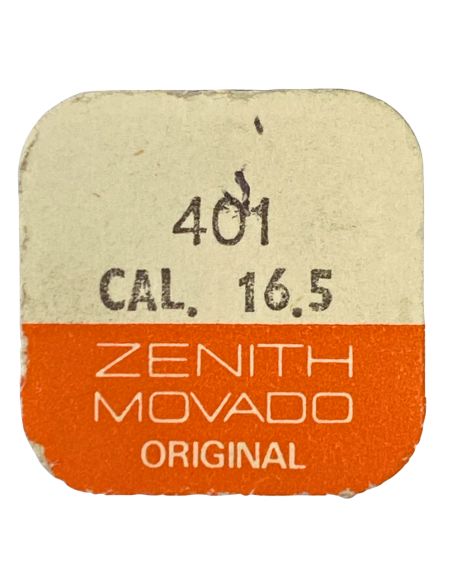 401
CAL. 16.5
ZENITH
MOVADO
ORIGINAL